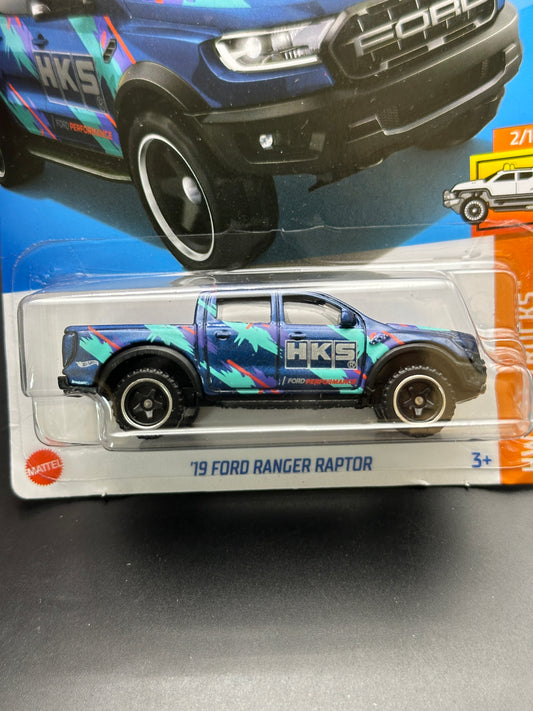 FORD
HKS
FORD PERFORMANCE
2/1
HKS
FORD PERFORMANCE
MATTEL
'19 FORD RANGER RAPTOR
3+